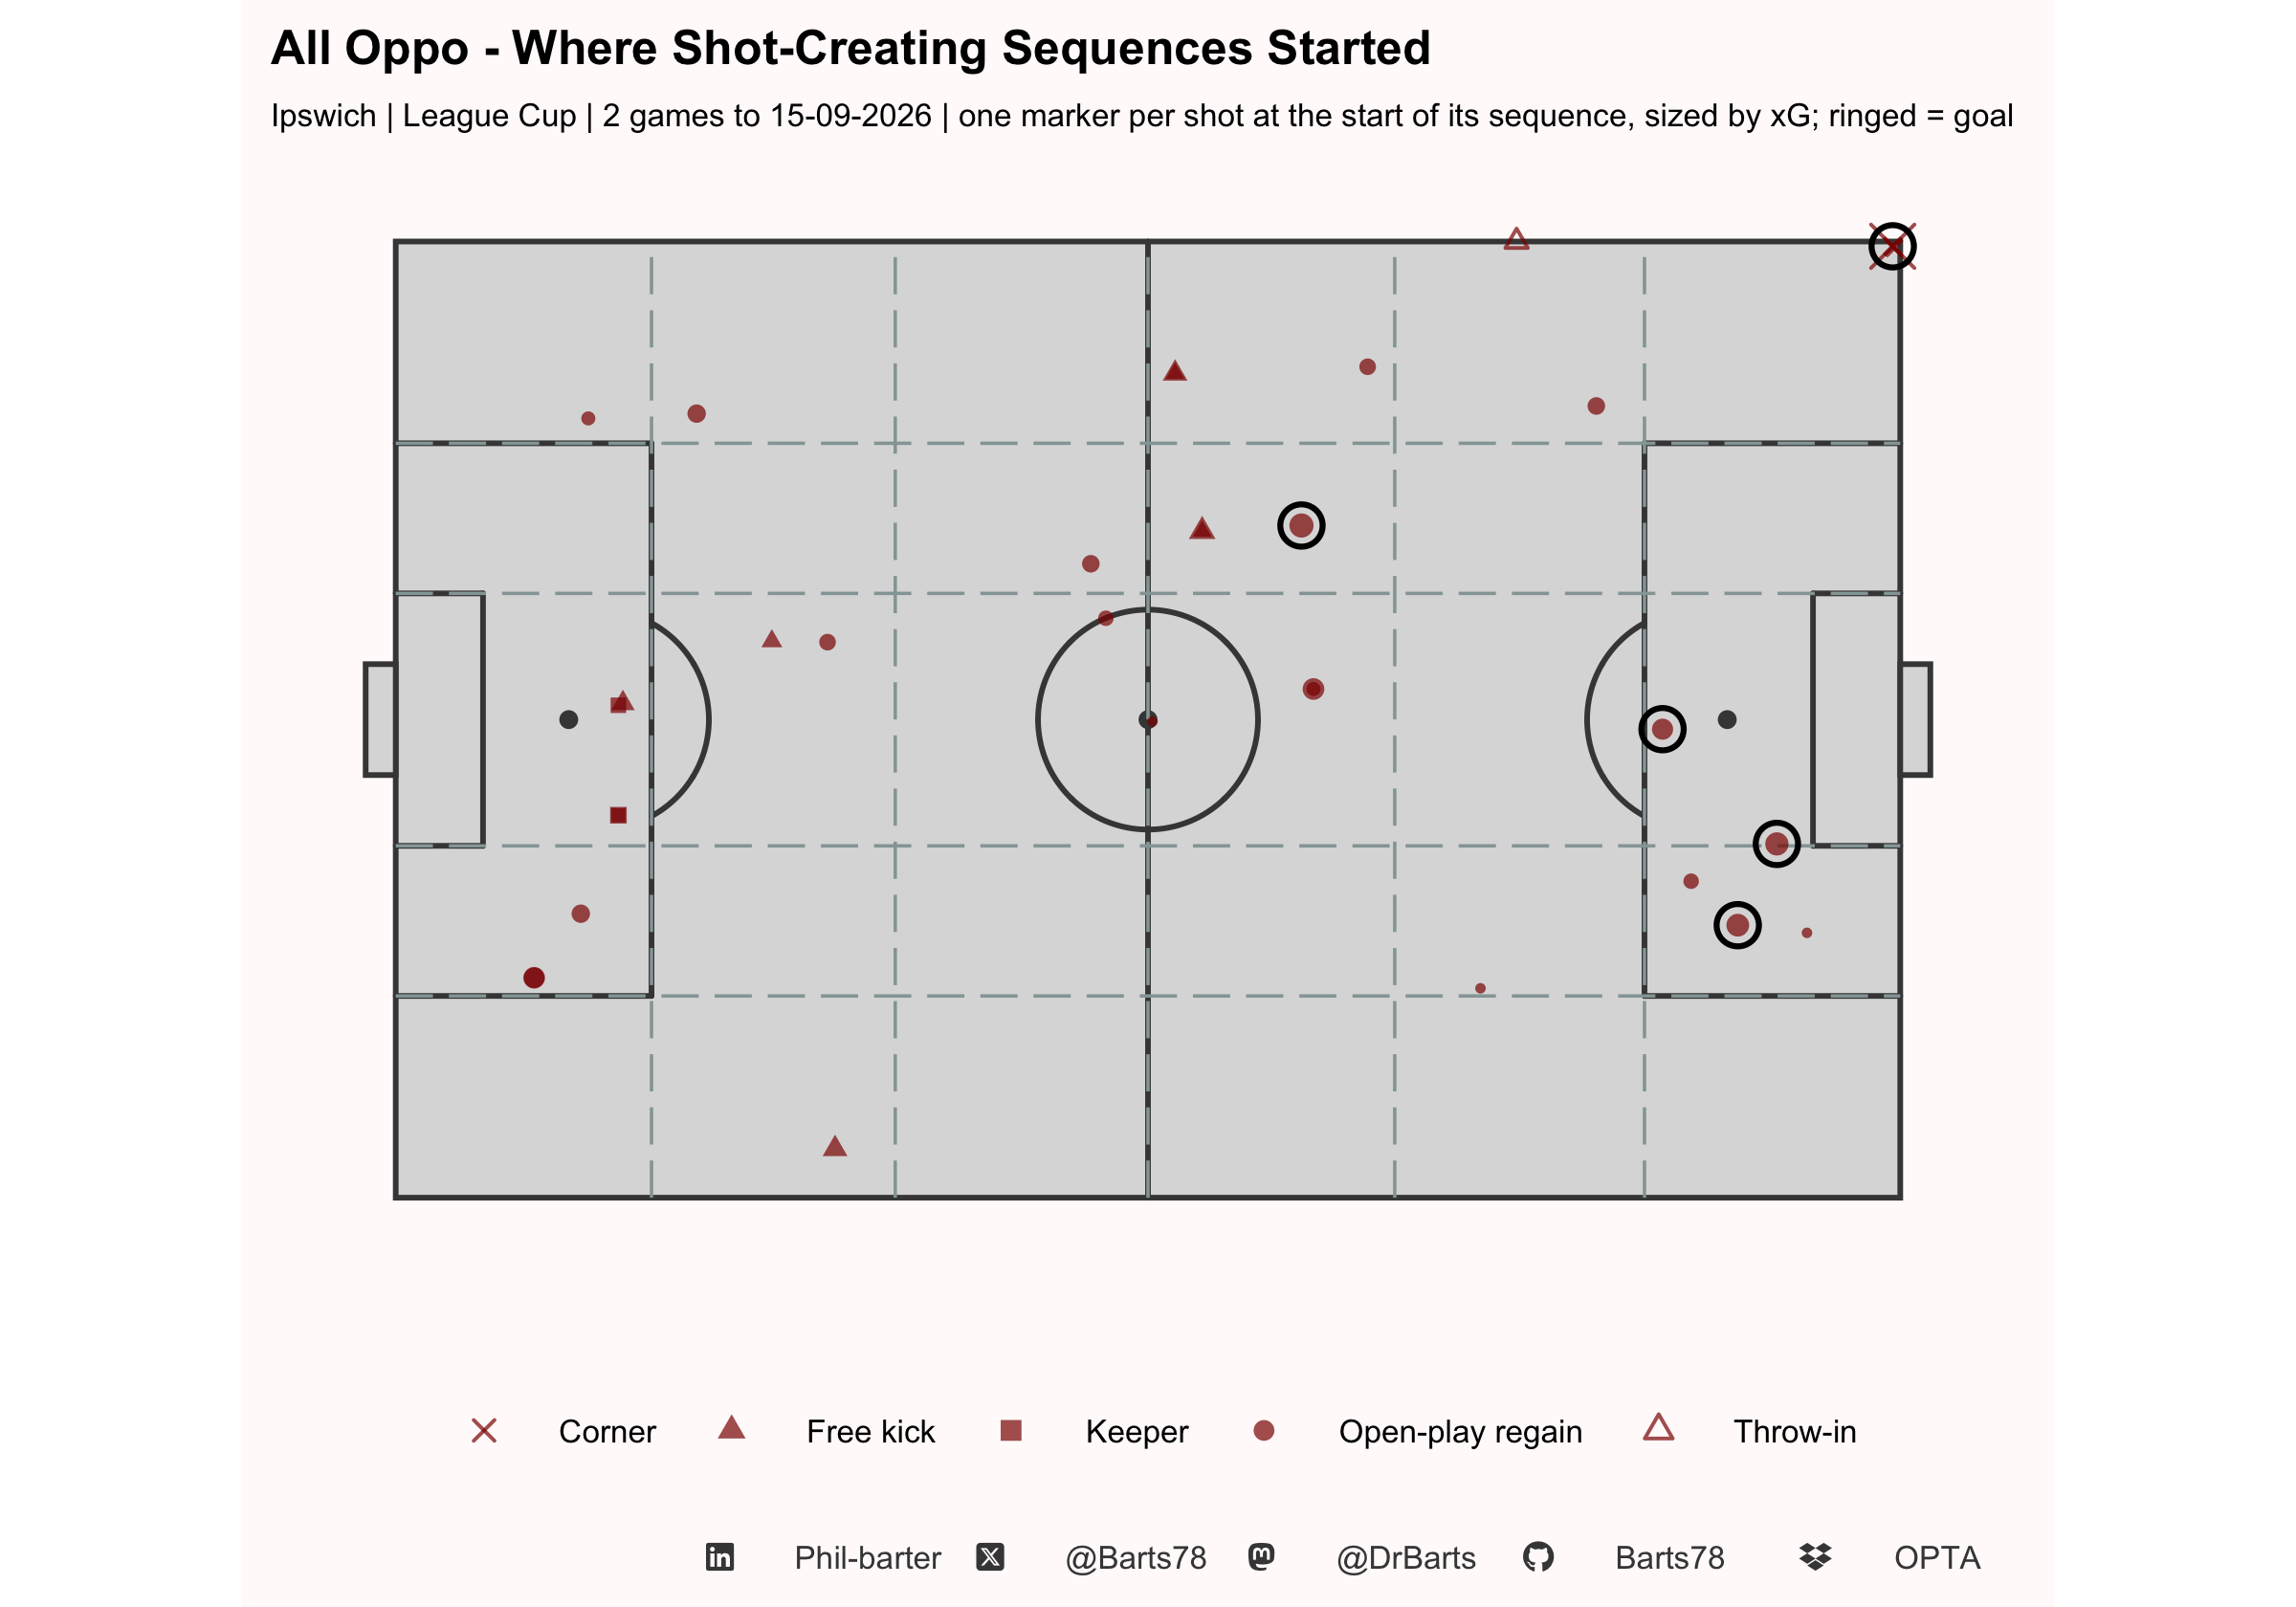 All Oppo - Where Shot-Creating Sequences Started
Ipswich | League Cup | 2 games to 15-09-2026 | one marker per shot at the start of its sequence, sized by xG; ringed = goal
Corner Free kick Keeper Open-play regain Throw-in
Phil-barter @Barts78 @DrBarts Barts78 OPTA